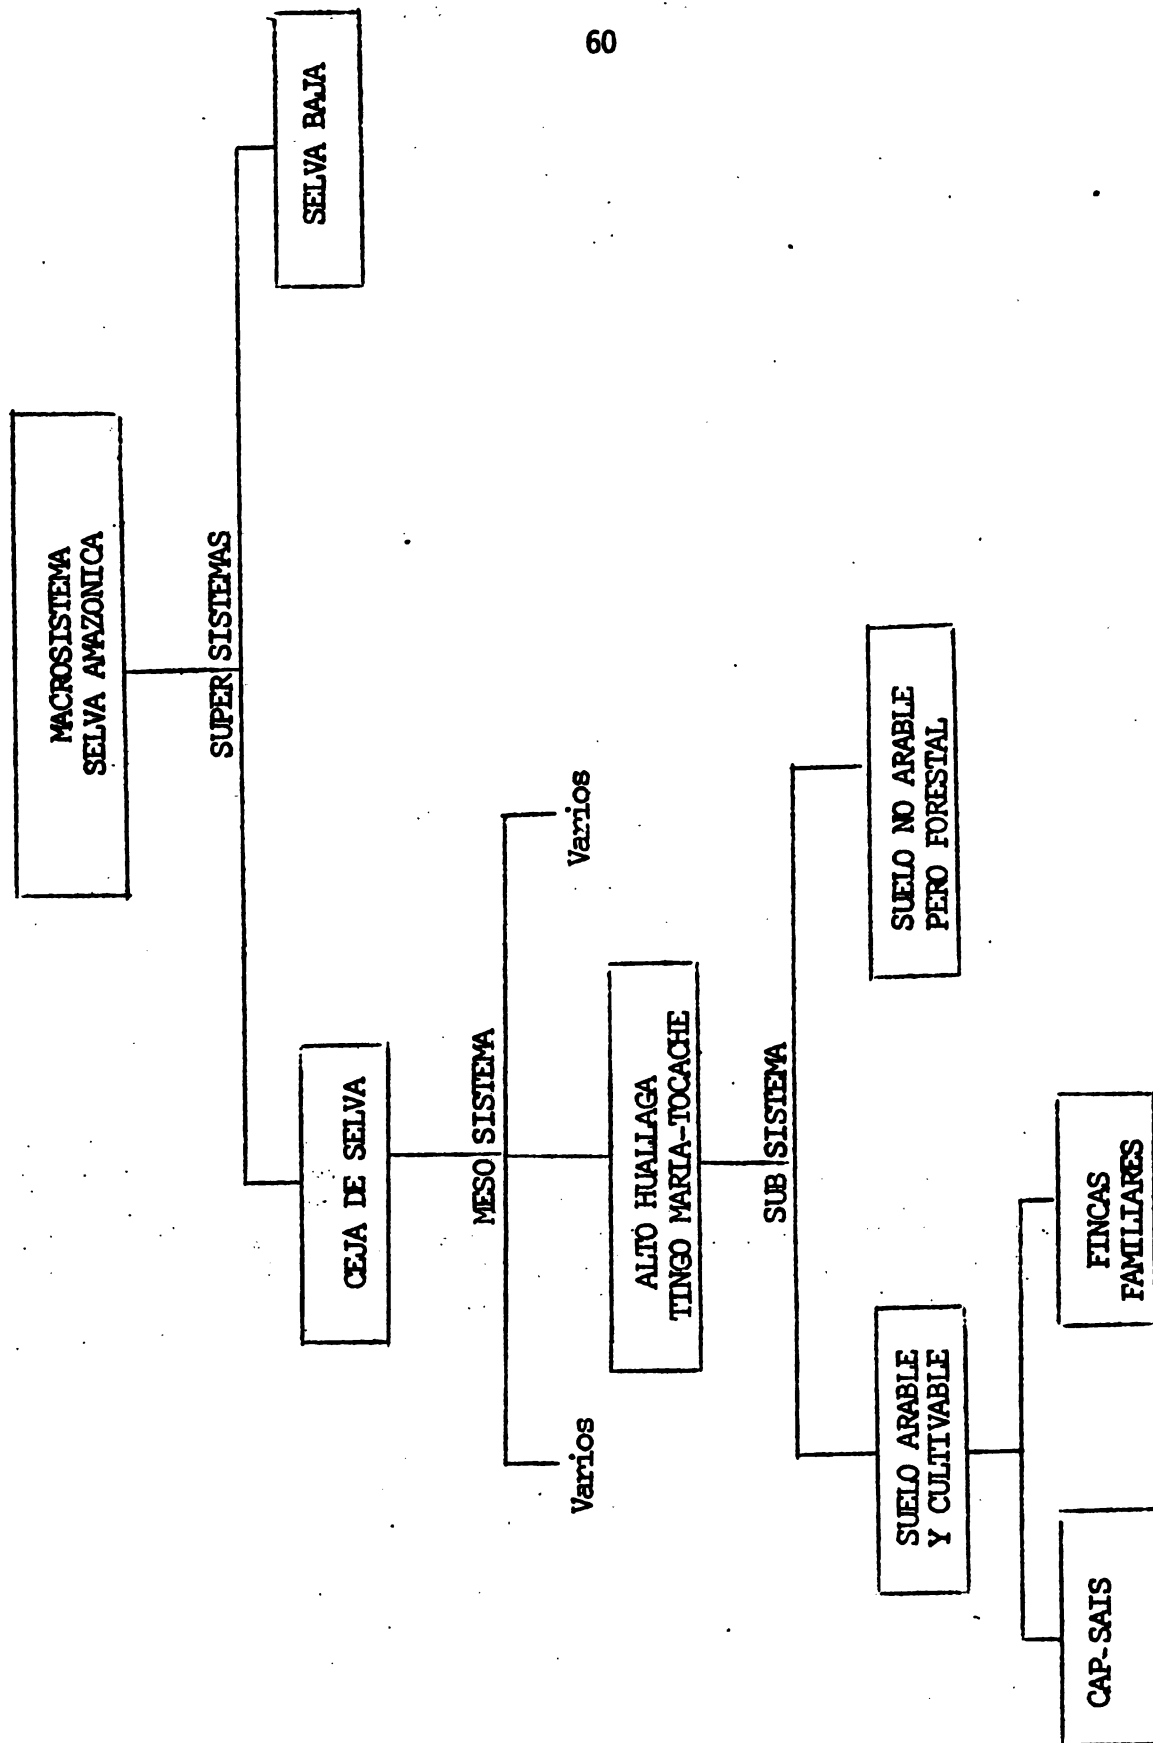 60
MACROSISTEMA
SELVA AMAZONICA
SUPER SISTEMAS
CEJA DE SELVA
SELVA BAJA
MESO SISTEMA
Varios
ALTO HUALLAGA
TINGO MARIA-TOCACHE
Varios
SUB SISTEMA
SUELO ARABLE
Y CULTIVABLE
SUELO NO ARABLE
PERO FORESTAL
CAP-SAIS
FINCAS
FAMILIARES